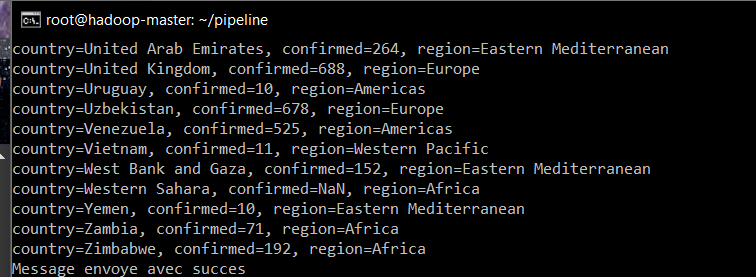 root@hadoop-master: ~/pipeline
country=United Arab Emirates, confirmed=264, region=Eastern Mediterranean
country=United Kingdom, confirmed=688, region=Europe
country=Uruguay, confirmed=10, region=Americas
country=Uzbekistan, confirmed=678, region=Europe
country=Venezuela, confirmed=525, region=Americas
country=Vietnam, confirmed=11, region=Western Pacific
country=West Bank and Gaza, confirmed=152, region=Eastern Mediterranean
country=Western Sahara, confirmed=NaN, region=Africa
country=Yemen, confirmed=10, region=Eastern Mediterranean
country=Zambia, confirmed=71, region=Africa
country=Zimbabwe, confirmed=192, region=Africa
Message envoye avec succes